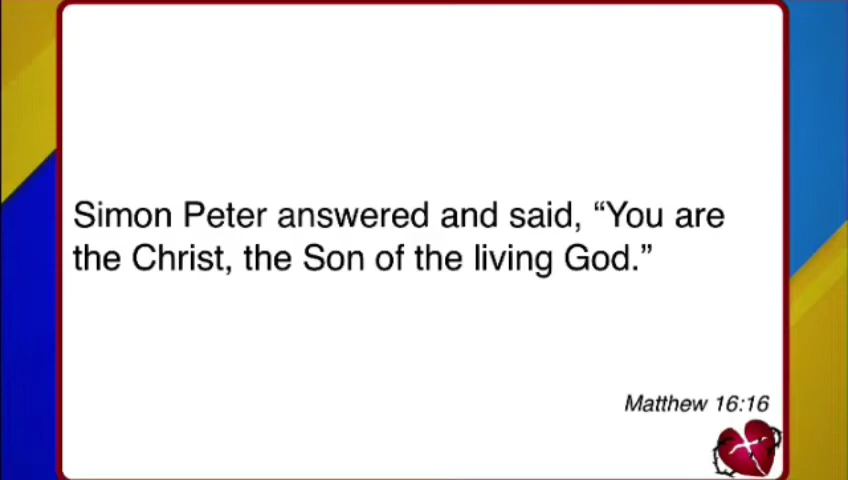 Simon Peter answered and said, “You are
the Christ, the Son of the living God.”
Matthew 16:16